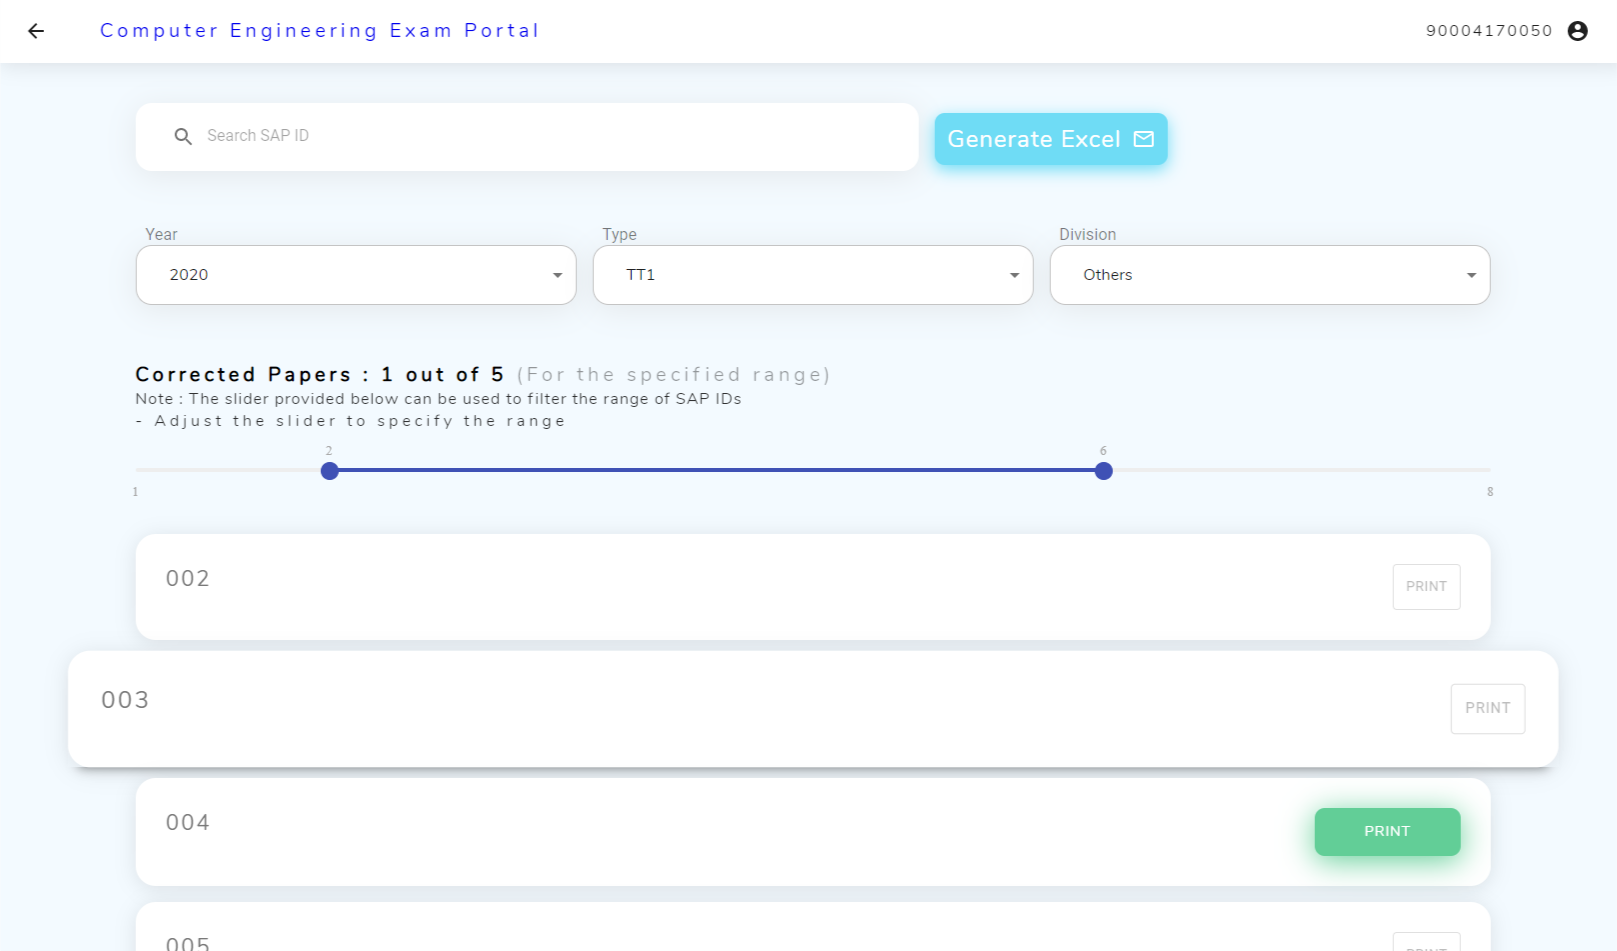 Computer Engineering Exam Portal
90004170050
Search SAP ID
Generate Excel
Year
Type
Division
2020
TT1
Others
Corrected Papers : 1 out of 5 (For the specified range)
Note : The slider provided below can be used to filter the range of SAP IDs
- Adjust the slider to specify the range
2
6
1
8
002
PRINT
003
PRINT
004
PRINT
005
PRINT